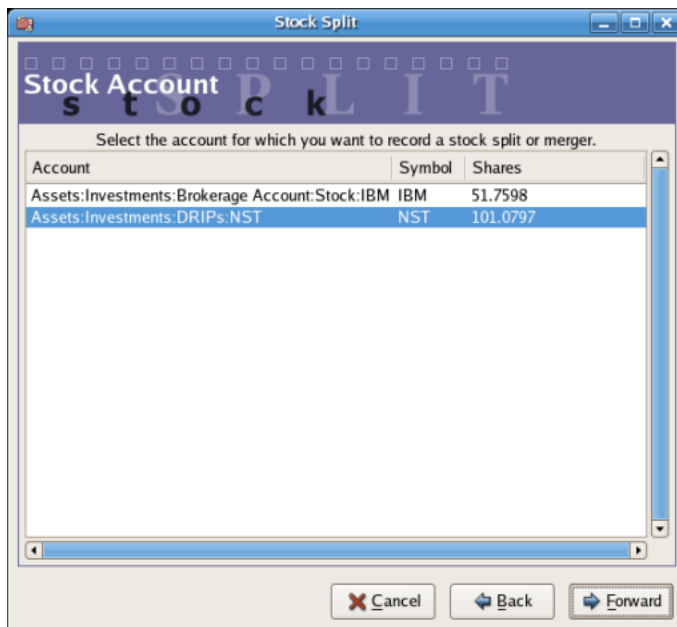 Stock Split
Stock Account
S P L I T
s t o c k
Select the account for which you want to record a stock split or merger.
Account Symbol Shares
Assets:Investments:Brokerage Account:Stock:IBM IBM 51.7598
Assets:Investments:DRIPs:NST NST 101.0797
Cancel Back Forward